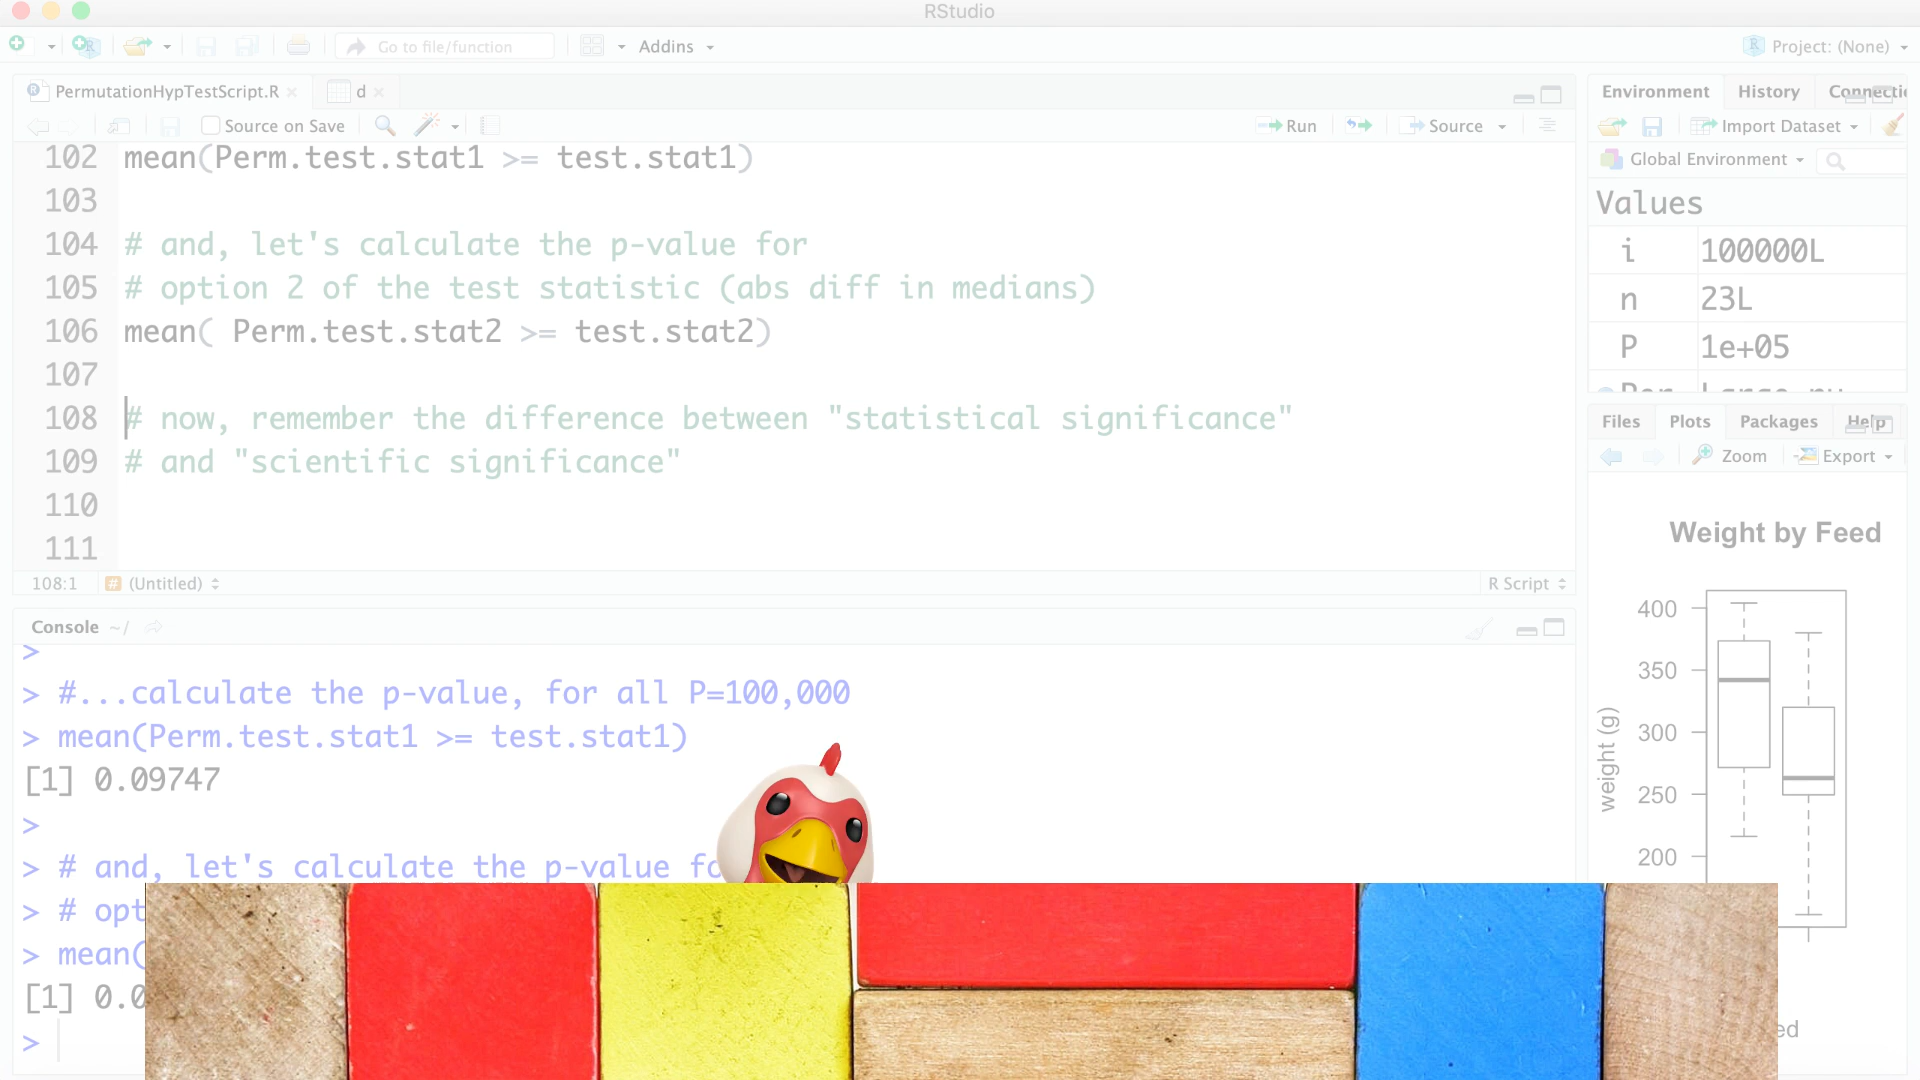 RStudio
Go to file/function
Addins
Project: (None)
PermutationHypTestScript.R
d
Source on Save
Run
Source
102 mean(Perm.test.stat1 >= test.stat1)
103
104 # and, let's calculate the p-value for
105 # option 2 of the test statistic (abs diff in medians)
106 mean( Perm.test.stat2 >= test.stat2)
107
108 # now, remember the difference between "statistical significance"
109 # and "scientific significance"
110
111
108:1
(Untitled)
R Script
Console ~/
>
> #...calculate the p-value, for all P=100,000
> mean(Perm.test.stat1 >= test.stat1)
[1] 0.09747
>
> # and, let's calculate the p-value fo
> # opt
> mean(
[1] 0.0
>
Environment
History
Connectio
Import Dataset
Global Environment
Values
i 100000L
n 23L
P 1e+05
Files
Plots
Packages
Help
Zoom
Export
Weight by Feed
weight (g)
400
350
300
250
200
ed